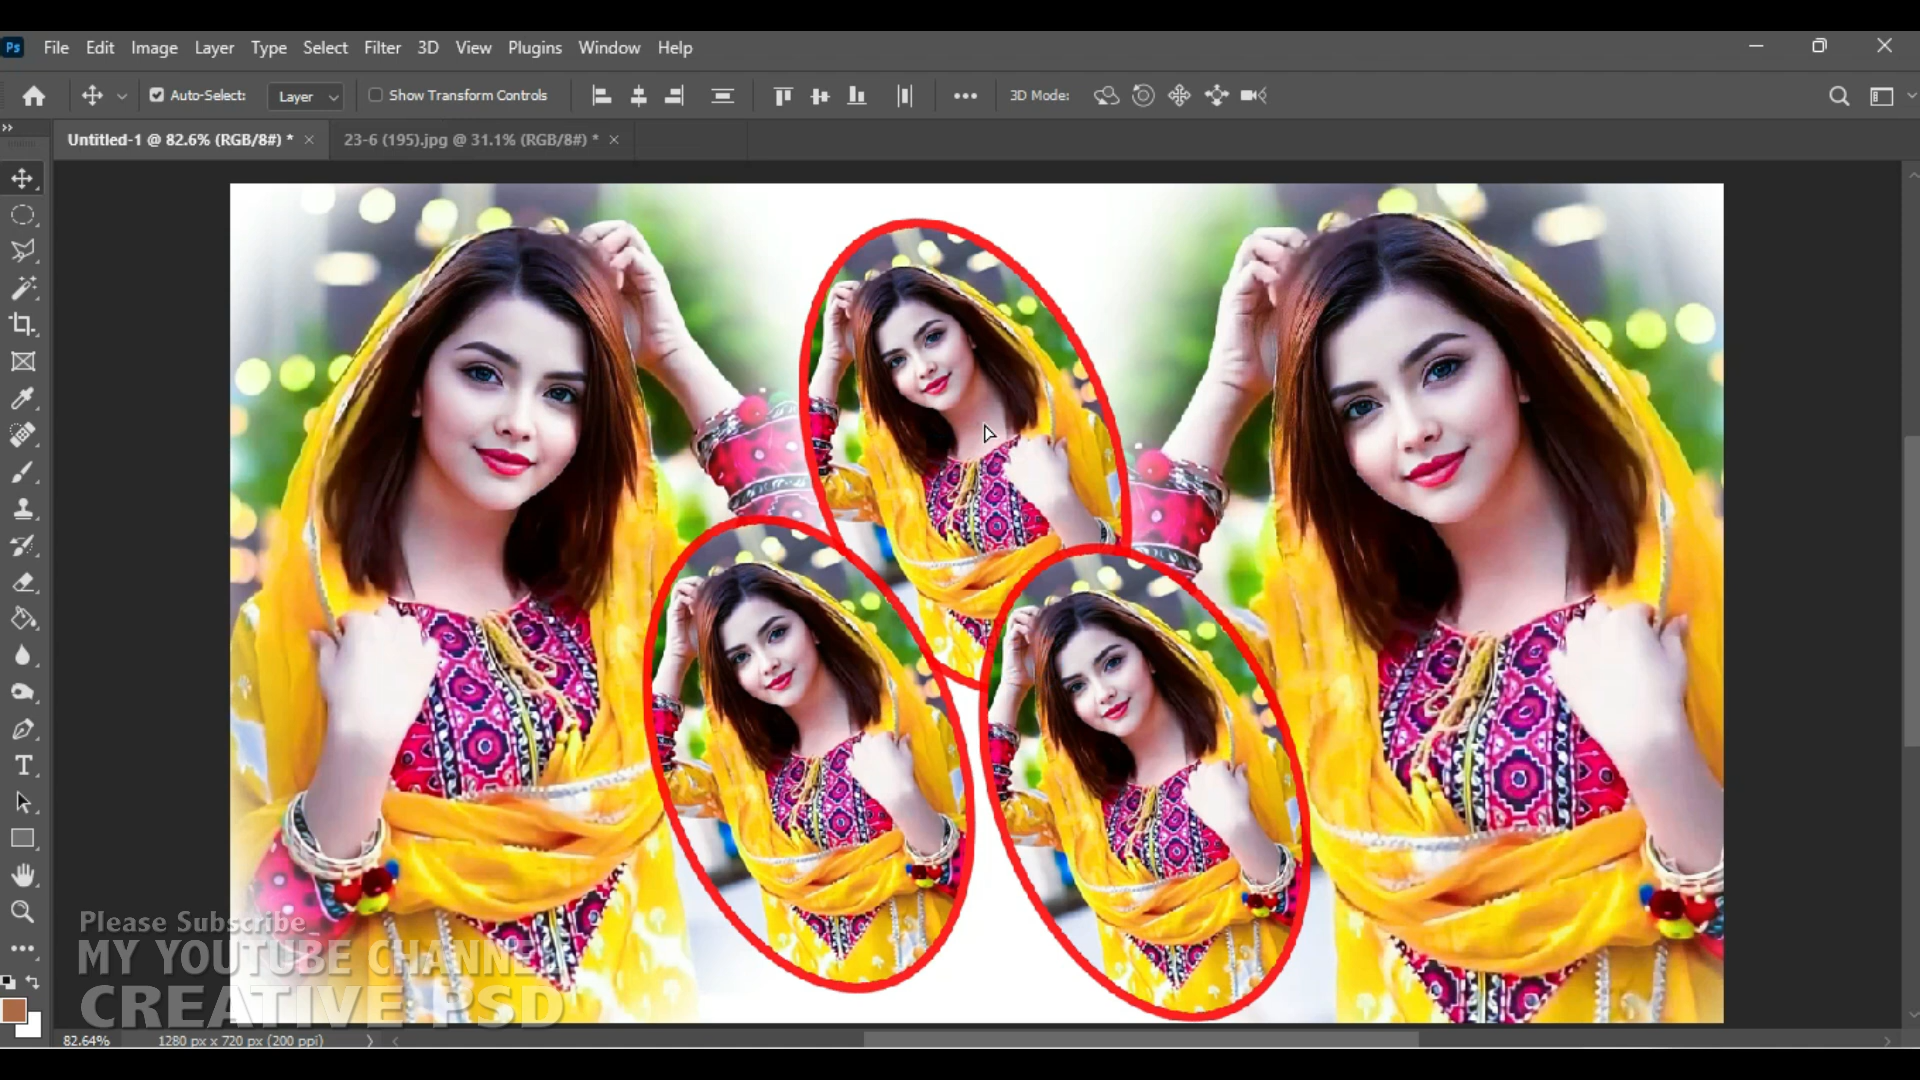 Ps File Edit Image Layer Type Select Filter 3D View Plugins Window Help
Auto-Select: Layer Show Transform Controls 3D Mode:
Untitled-1 @ 82.6% (RGB/8#) * × 23-6 (195).jpg @ 31.1% (RGB/8#) * ×
Please Subscribe
MY YOUTUBE CHANNEL
CREATIVE PSD
82.64% 1280 px x 720 px (200 ppi)